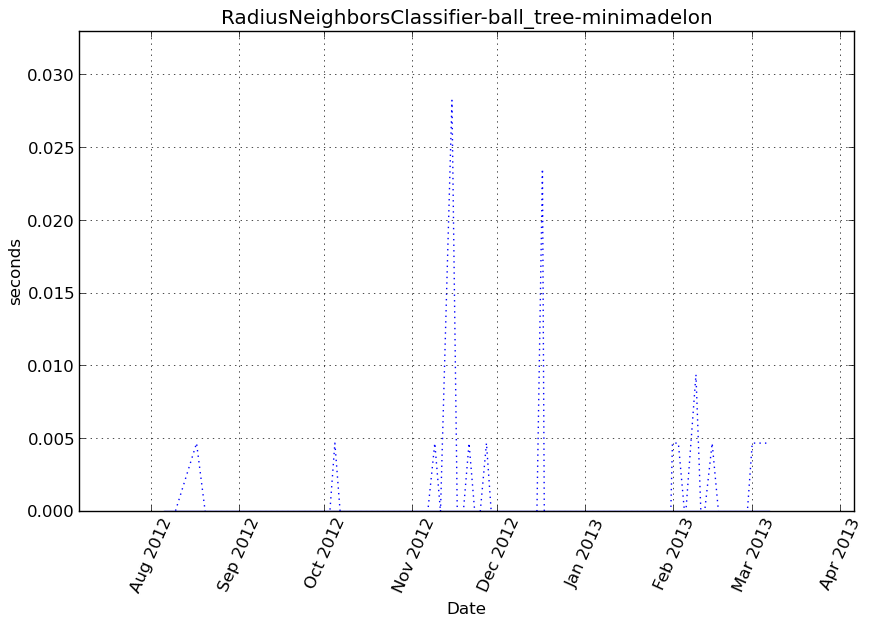 RadiusNeighborsClassifier-ball_tree-minimadelon
0.030
0.025
0.020
0.015
0.010
0.005
0.000
seconds
Aug 2012
Sep 2012
Oct 2012
Nov 2012
Dec 2012
Jan 2013
Feb 2013
Mar 2013
Apr 2013
Date